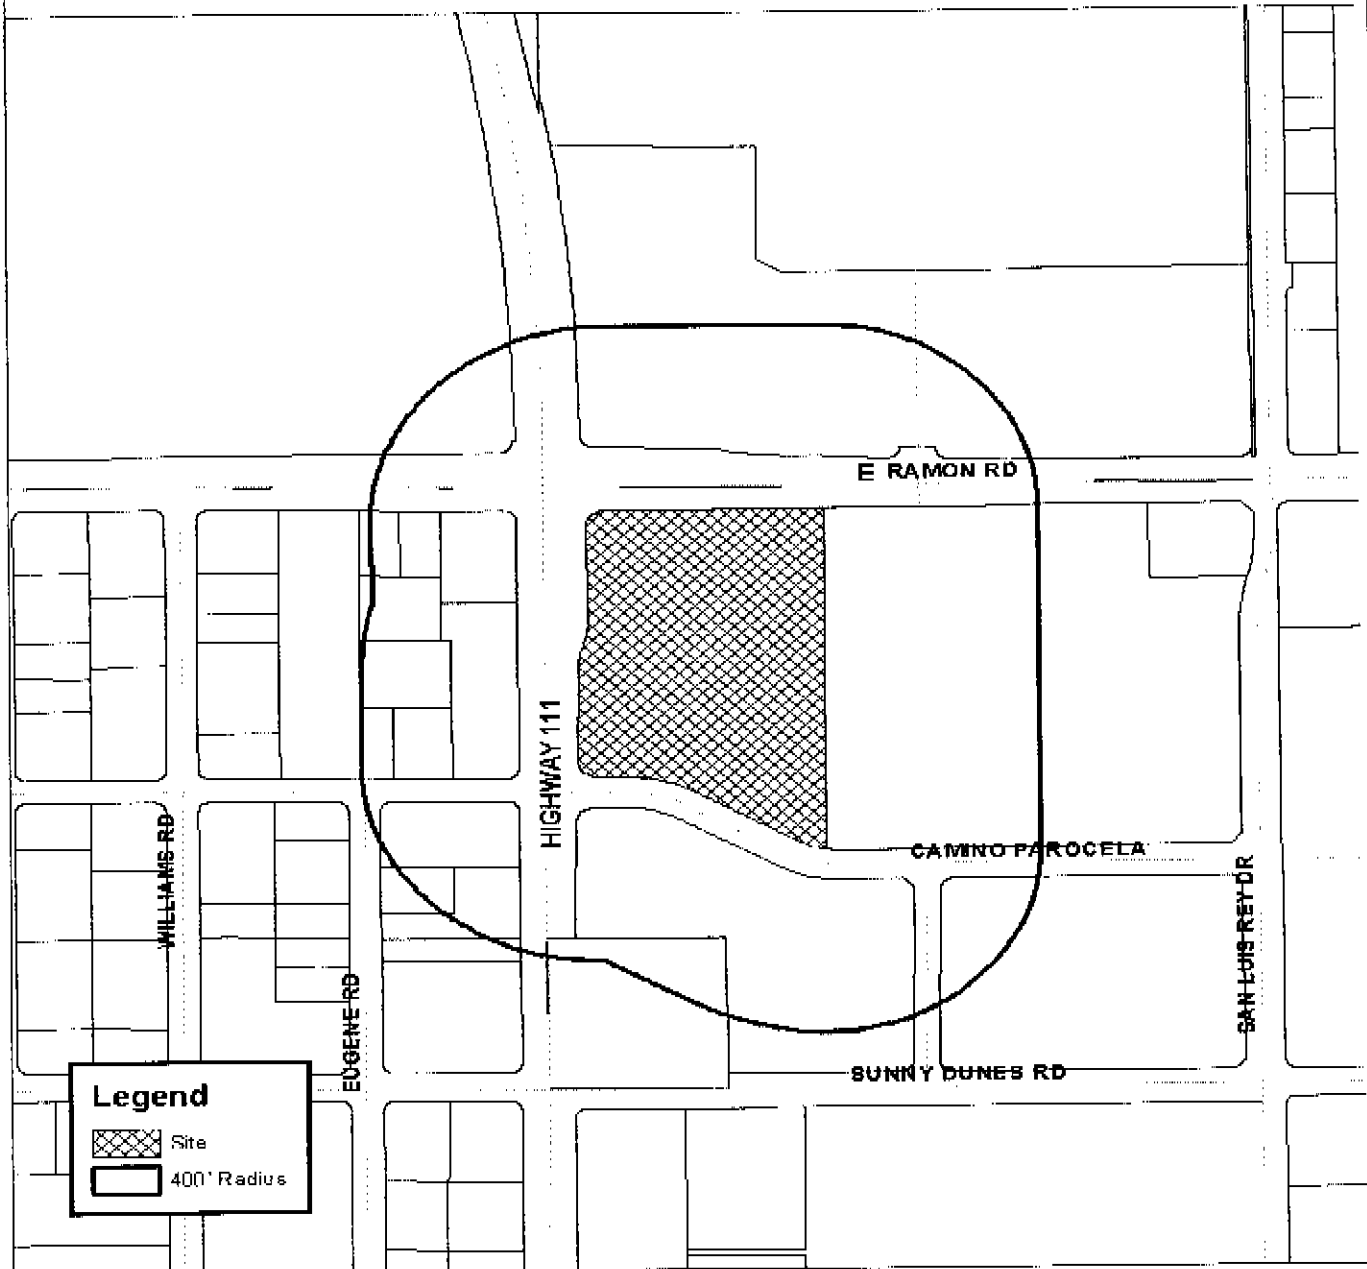 E RAMON RD
HIGHWAY 111
WILLIAMS RD
CAMINO PAROCELA
SAN LUIS REY DR
EUGENE RD
SUNNY DUNES RD
Legend
Site
400' Radius